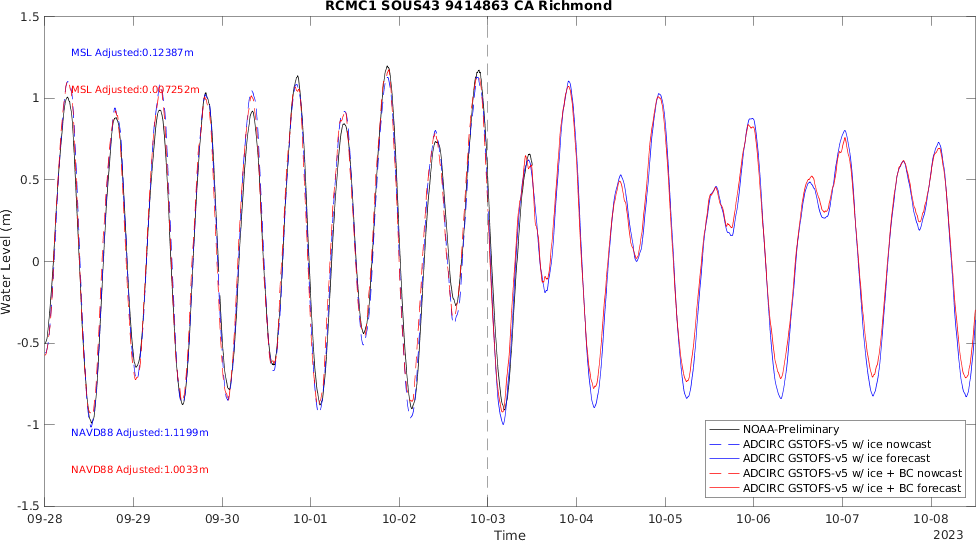 RCMC1 SOUS43 9414863 CA Richmond
1.5
1
0.5
0
-0.5
-1
-1.5
Water Level (m)
MSL Adjusted:0.12387m
MSL Adjusted:0.007252m
NAVD88 Adjusted:1.1199m
NAVD88 Adjusted:1.0033m
NOAA-Preliminary
ADCIRC GSTOFS-v5 w/ ice nowcast
ADCIRC GSTOFS-v5 w/ ice forecast
ADCIRC GSTOFS-v5 w/ ice + BC nowcast
ADCIRC GSTOFS-v5 w/ ice + BC forecast
09-28 09-29 09-30 10-01 10-02 10-03 10-04 10-05 10-06 10-07 10-08
Time
2023